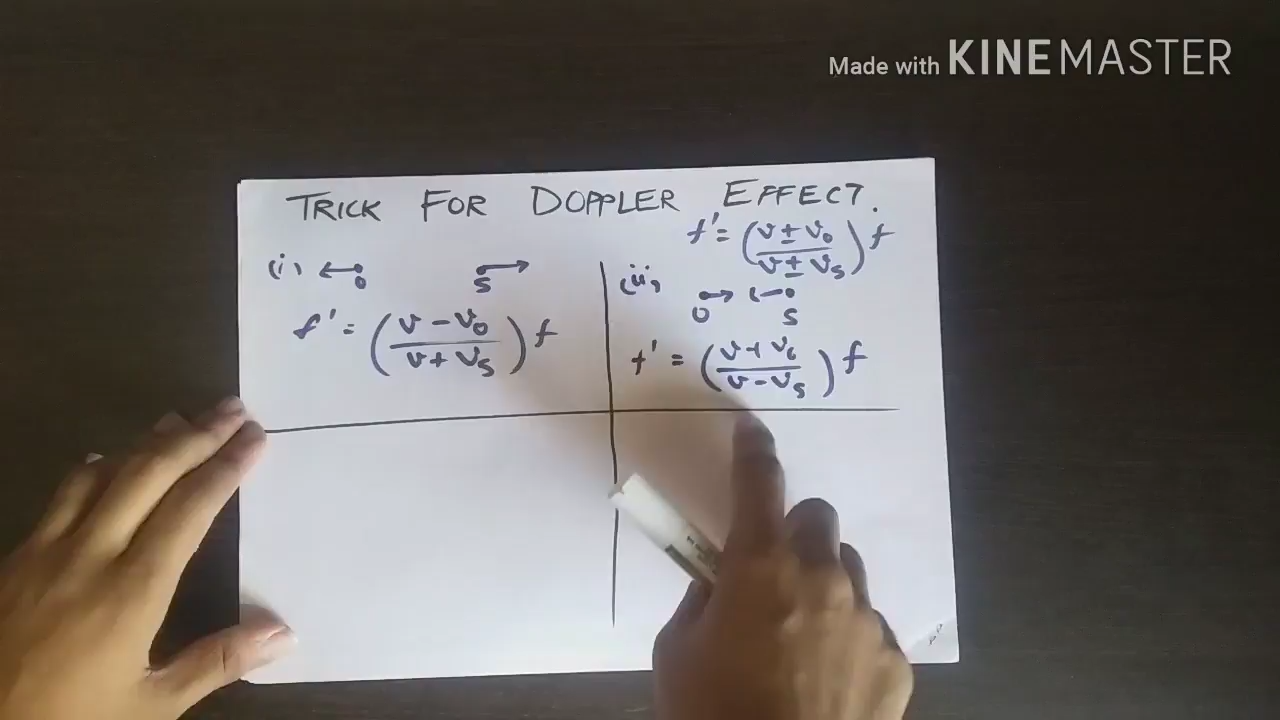 Made with KINEMASTER
TRICK FOR DOPPLER EFFECT.
f' = (v ± v₀ / v ± vₛ) f
(i) ← o s →
f' = (v - v₀ / v + vₛ) f
(ii)
o → ← s
f' = (v + v₀ / v - vₛ) f